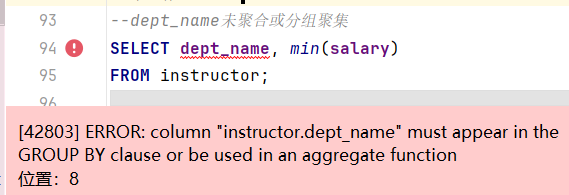 93 --dept_name未聚合或分组聚集
94 SELECT dept_name, min(salary)
95 FROM instructor;
96
[42803] ERROR: column "instructor.dept_name" must appear in the
GROUP BY clause or be used in an aggregate function
位置：8